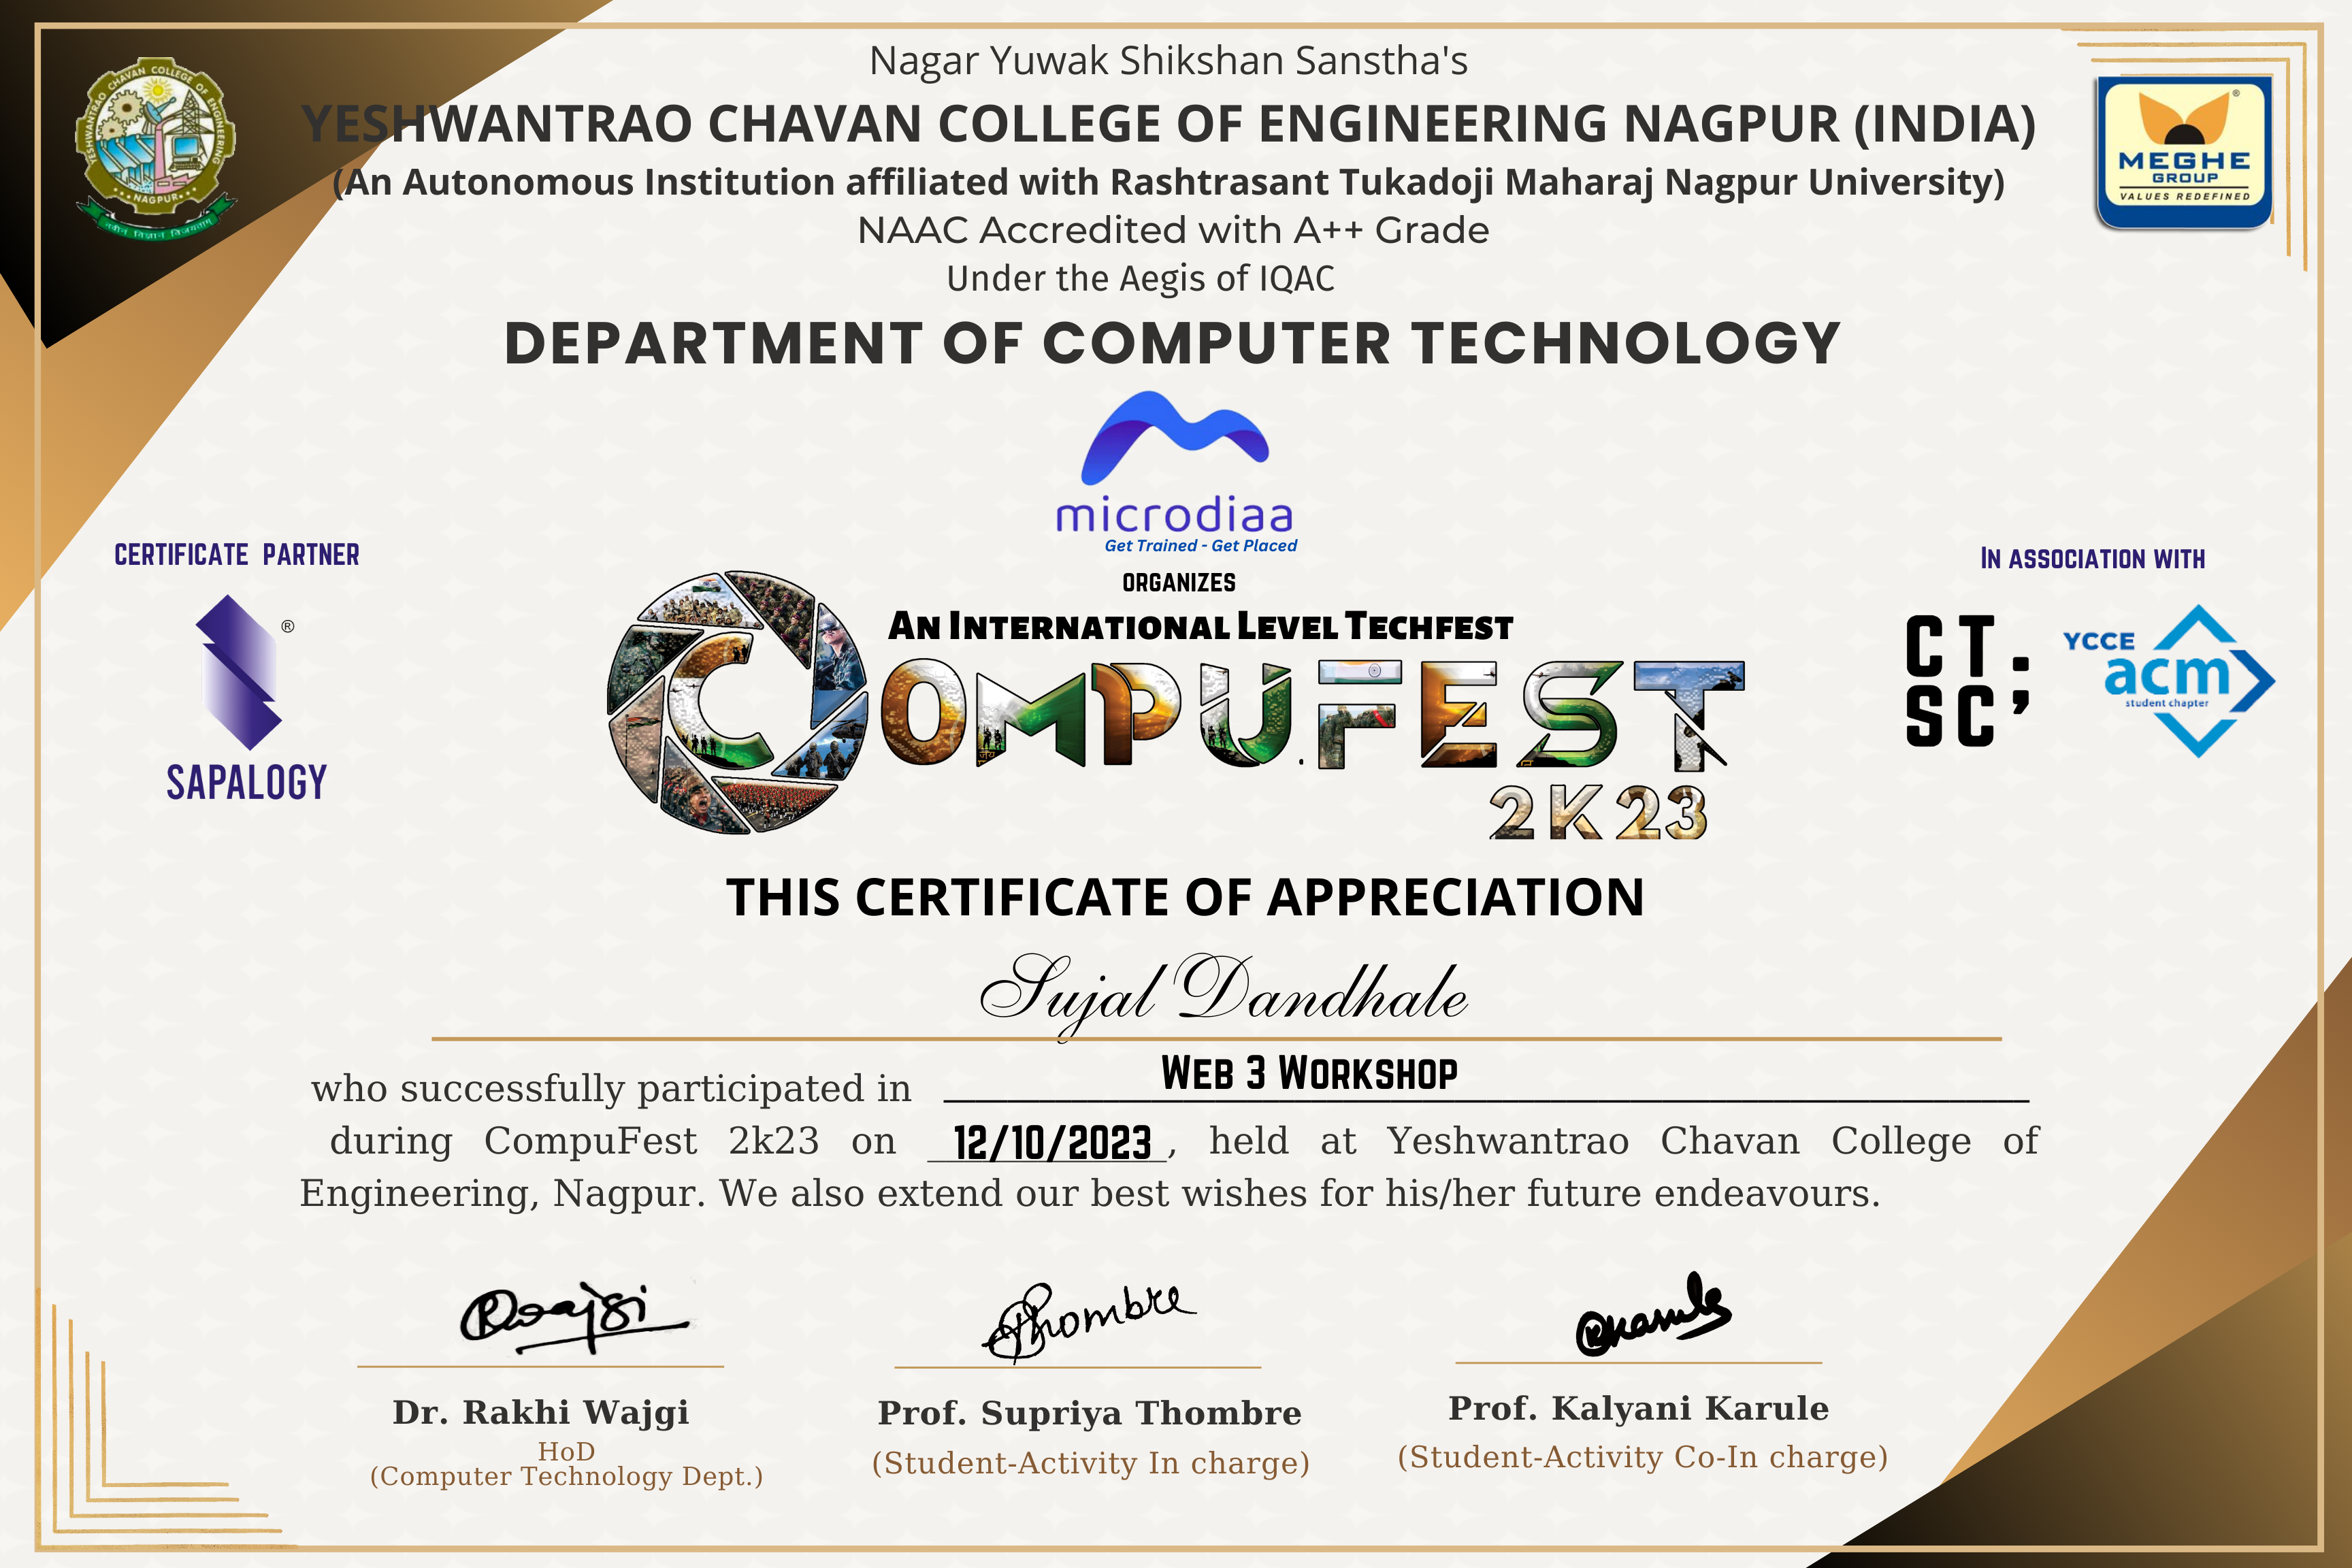 Nagar Yuwak Shikshan Sanstha's
YESHWANTRAO CHAVAN COLLEGE OF ENGINEERING NAGPUR (INDIA)
(An Autonomous Institution affiliated with Rashtrasant Tukadoji Maharaj Nagpur University)
NAAC Accredited with A++ Grade
Under the Aegis of IQAC
DEPARTMENT OF COMPUTER TECHNOLOGY
YESHWANTRAO CHAVAN COLLEGE OF ENGINEERING
NAGPUR
नवीन विज्ञान विजयताम्
®
MEGHE
GROUP
VALUES REDEFINED
microdiaa
Get Trained - Get Placed
CERTIFICATE PARTNER
®
SAPALOGY
ORGANIZES
AN INTERNATIONAL LEVEL TECHFEST
COMPUFEST
2K23
IN ASSOCIATION WITH
CT:
SC'
YCCE
acm
student chapter
THIS CERTIFICATE OF APPRECIATION
Sujal Dandhale
who successfully participated in WEB 3 WORKSHOP
during CompuFest 2k23 on 12/10/2023, held at Yeshwantrao Chavan College of
Engineering, Nagpur. We also extend our best wishes for his/her future endeavours.
Rwajgi
SThombre
Dr. Rakhi Wajgi
HoD
(Computer Technology Dept.)
Prof. Supriya Thombre
(Student-Activity In charge)
Prof. Kalyani Karule
(Student-Activity Co-In charge)